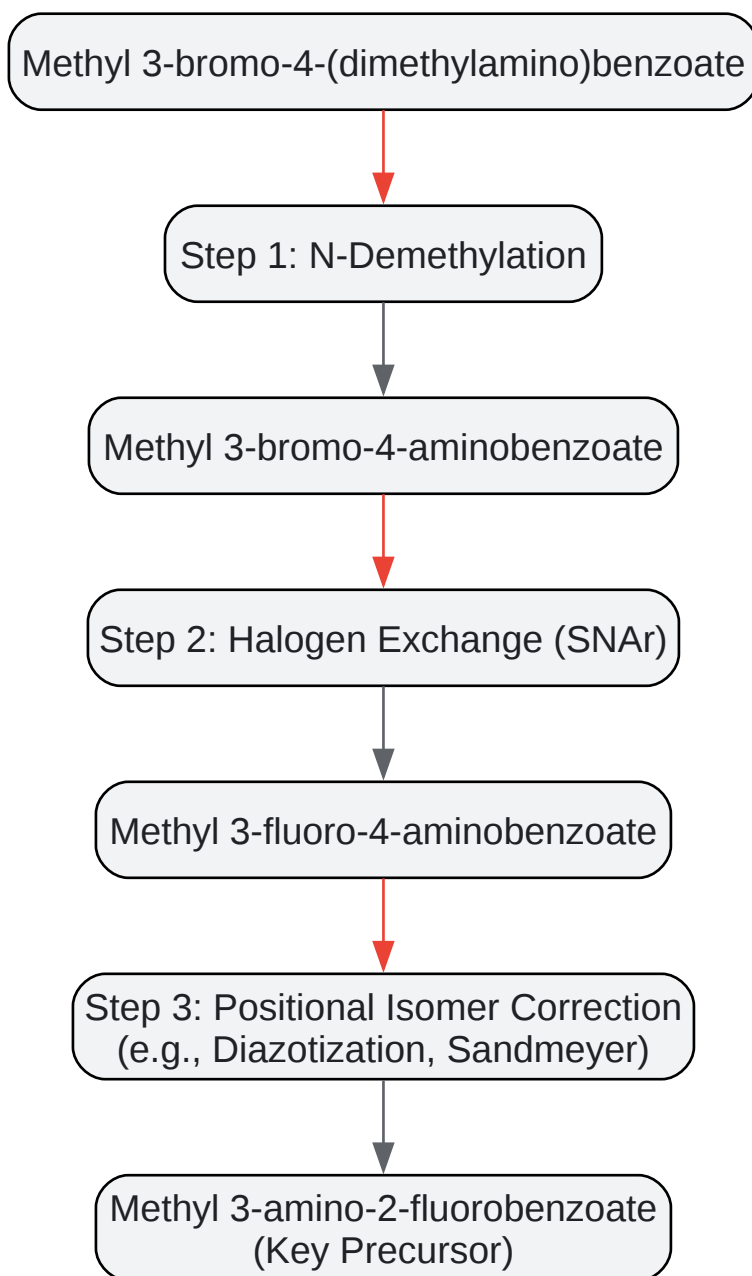 Methyl 3-bromo-4-(dimethylamino)benzoate
Step 1: N-Demethylation
Methyl 3-bromo-4-aminobenzoate
Step 2: Halogen Exchange (SNAr)
Methyl 3-fluoro-4-aminobenzoate
Step 3: Positional Isomer Correction
(e.g., Diazotization, Sandmeyer)
Methyl 3-amino-2-fluorobenzoate
(Key Precursor)